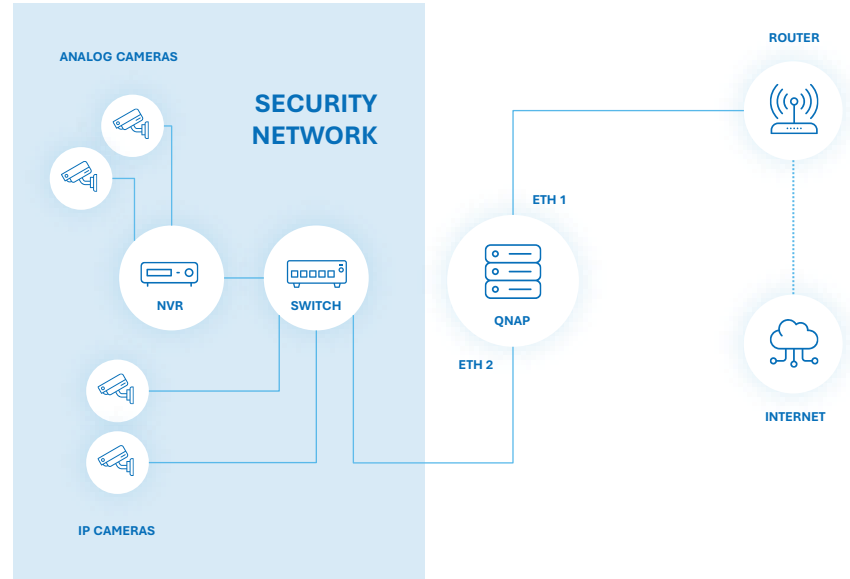 ROUTER
ANALOG CAMERAS
SECURITY
NETWORK
ETH 1
NVR
SWITCH
QNAP
ETH 2
INTERNET
IP CAMERAS